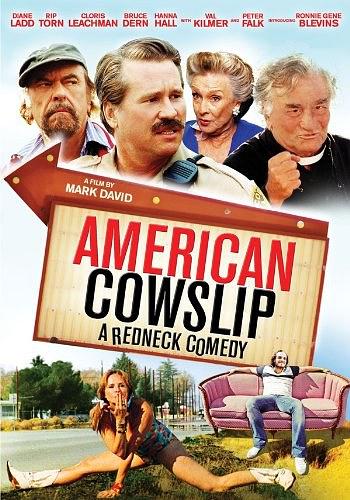 DIANE LADD RIP TORN CLORIS LEACHMAN BRUCE DERN HANNA HALL WITH VAL KILMER AND PETER FALK INTRODUCING RONNIE GENE BLEVINS
A FILM BY
MARK DAVID
AMERICAN
COWSLIP
A REDNECK COMEDY